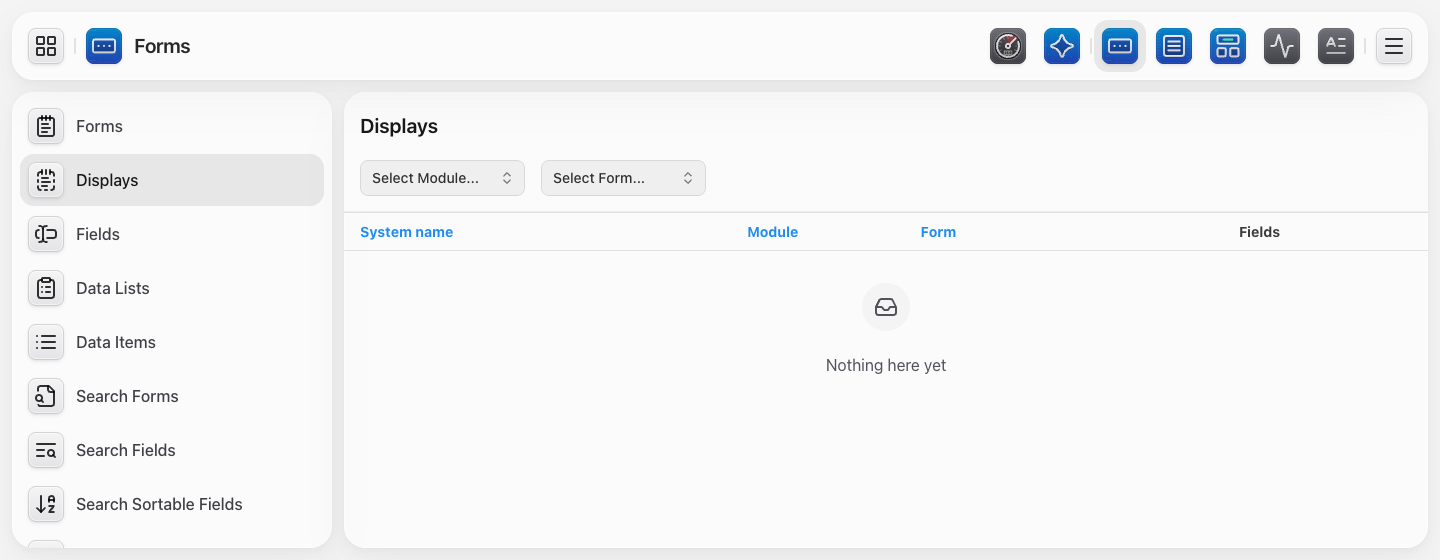 Forms
Forms
Displays
Fields
Data Lists
Data Items
Search Forms
Search Fields
Search Sortable Fields
Displays
Select Module... Select Form...
System name Module Form Fields
Nothing here yet